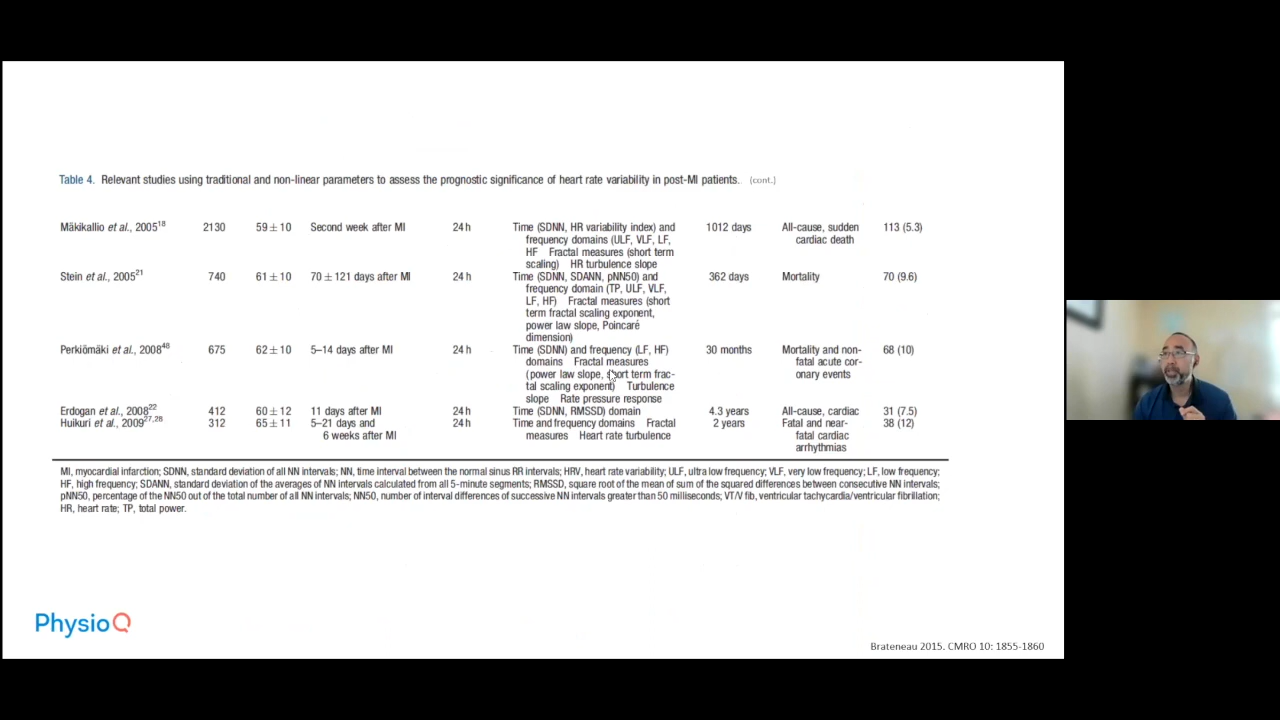 Table 4. Relevant studies using traditional and non-linear parameters to assess the prognostic significance of heart rate variability in post-MI patients. (cont.)
Mäkikallio et al., 2005¹⁸ 2130 59 ± 10 Second week after MI 24 h Time (SDNN, HR variability index) and 1012 days All-cause, sudden 113 (5.3)
frequency domains (ULF, VLF, LF, cardiac death
HF Fractal measures (short term
scaling) HR turbulence slope
Stein et al., 2005²¹ 740 61 ± 10 70 ± 121 days after MI 24 h Time (SDNN, SDANN, pNN50) and 362 days Mortality 70 (9.6)
frequency domain (TP, ULF, VLF,
LF, HF) Fractal measures (short
term fractal scaling exponent,
power law slope, Poincaré
dimension)
Perkiömäki et al., 2008⁴⁸ 675 62 ± 10 5–14 days after MI 24 h Time (SDNN) and frequency (LF, HF) 30 months Mortality and non- 68 (10)
domains Fractal measures fatal acute cor-
(power law slope, short term frac- onary events
tal scaling exponent) Turbulence
slope Rate pressure response
Erdogan et al., 2008²² 412 60 ± 12 11 days after MI 24 h Time (SDNN, RMSSD) domain 4.3 years All-cause, cardiac 31 (7.5)
Huikuri et al., 2009²⁷,²⁸ 312 65 ± 11 5–21 days and 24 h Time and frequency domains Fractal 2 years Fatal and near- 38 (12)
6 weeks after MI measures Heart rate turbulence fatal cardiac
arrhythmias
MI, myocardial infarction; SDNN, standard deviation of all NN intervals; NN, time interval between the normal sinus RR intervals; HRV, heart rate variability; ULF, ultra low frequency; VLF, very low frequency; LF, low frequency;
HF, high frequency; SDANN, standard deviation of the averages of NN intervals calculated from all 5-minute segments; RMSSD, square root of the mean of sum of the squared differences between consecutive NN intervals;
pNN50, percentage of the NN50 out of the total number of all NN intervals; NN50, number of interval differences of successive NN intervals greater than 50 milliseconds; VT/V fib, ventricular tachycardia/ventricular fibrillation;
HR, heart rate; TP, total power.
PhysioQ
Brateneau 2015. CMRO 10: 1855-1860